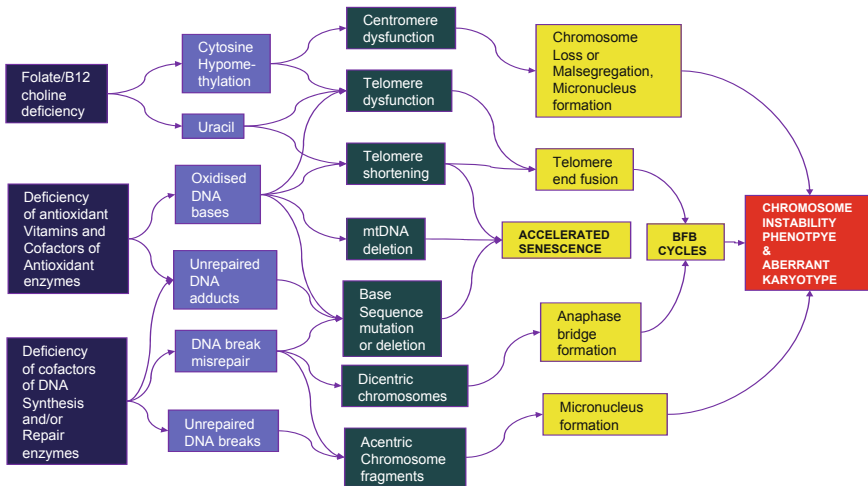 Folate/B12
choline
deficiency
Deficiency
of antioxidant
Vitamins and
Cofactors of
Antioxidant
enzymes
Deficiency
of cofactors
of DNA
Synthesis
and/or
Repair
enzymes
Cytosine
Hypome-
thylation
Uracil
Oxidised
DNA
bases
Unrepaired
DNA
adducts
DNA break
misrepair
Unrepaired
DNA breaks
Centromere
dysfunction
Telomere
dysfunction
Telomere
shortening
mtDNA
deletion
Base
Sequence
mutation
or deletion
Dicentric
chromosomes
Acentric
Chromosome
fragments
Chromosome
Loss or
Malsegregation,
Micronucleus
formation
Telomere
end fusion
ACCELERATED
SENESCENCE
Anaphase
bridge
formation
Micronucleus
formation
BFB
CYCLES
CHROMOSOME
INSTABILITY
PHENOTPYE
&
ABERRANT
KARYOTYPE